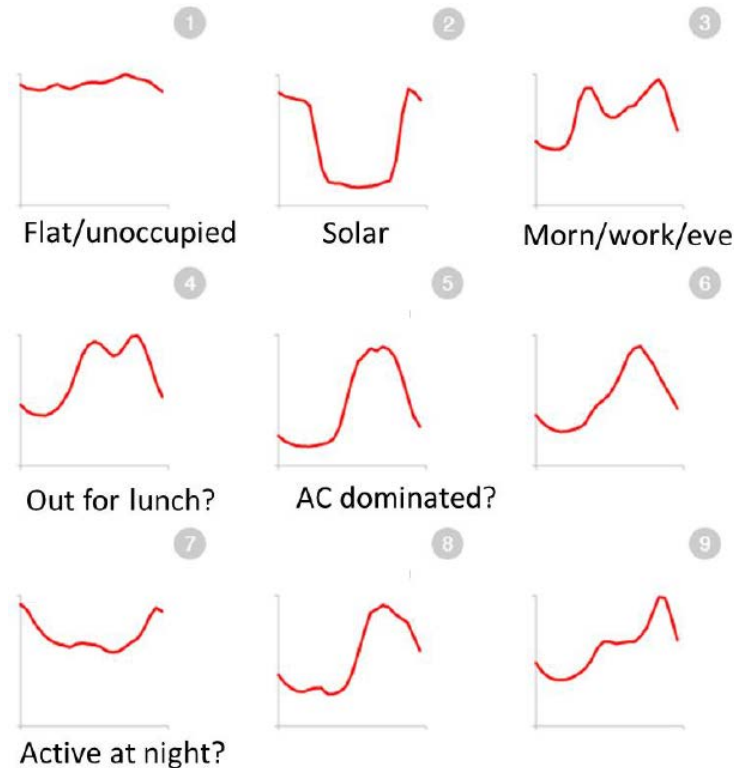 1
2
3
Flat/unoccupied
Solar
Morn/work/eve
4
5
6
Out for lunch?
AC dominated?
7
8
9
Active at night?